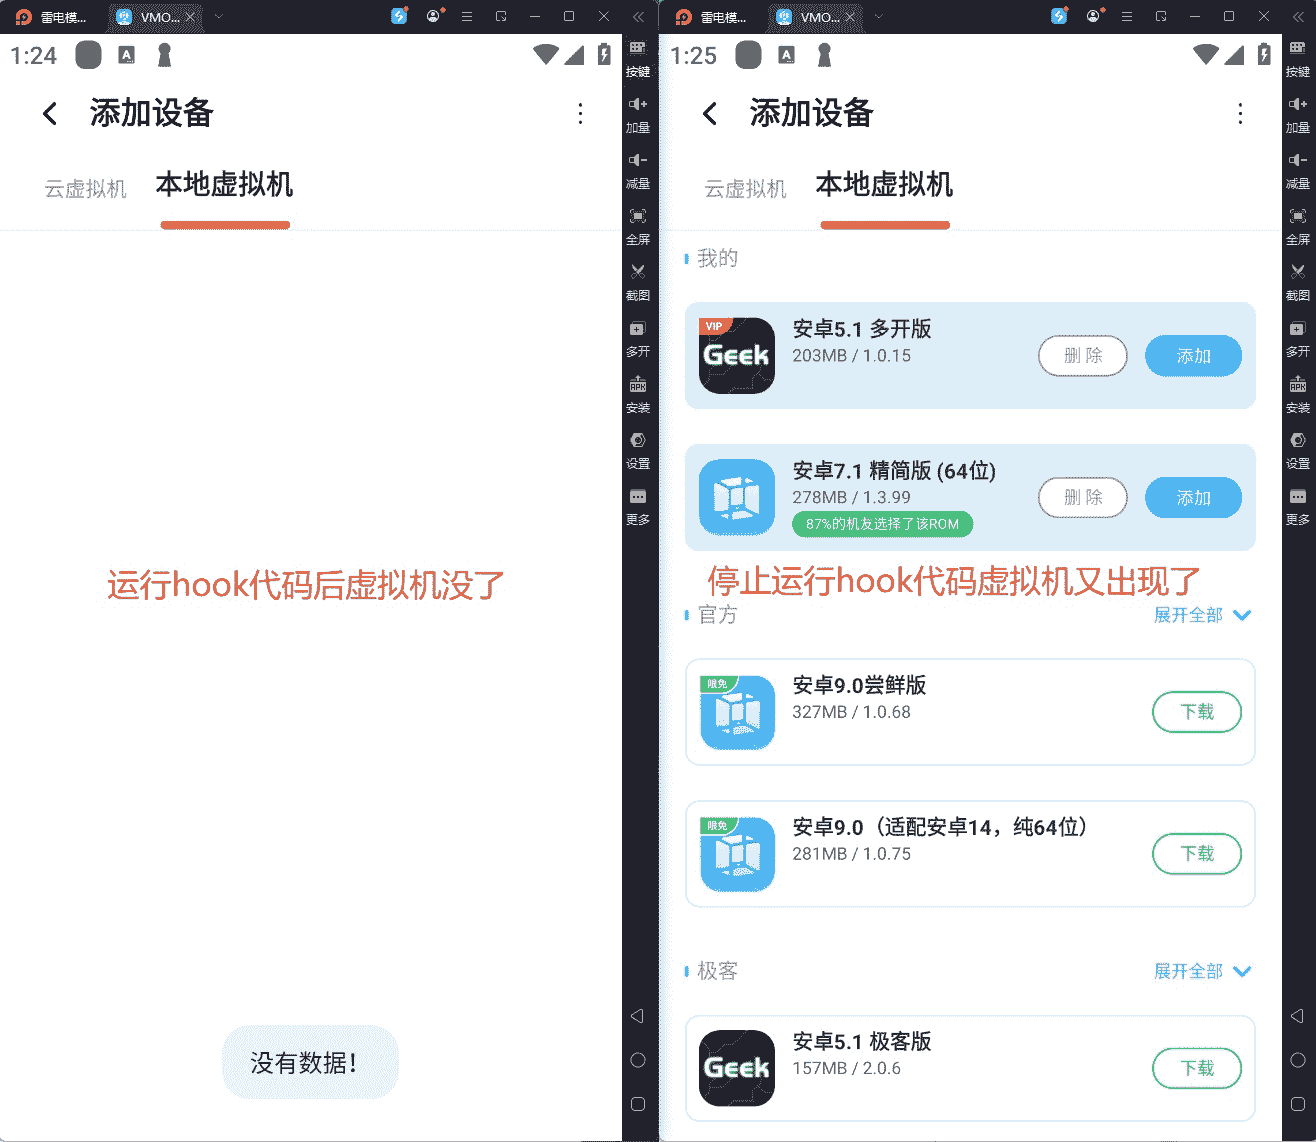 雷电模...
VMO...
1:24
A
按键
添加设备
加量
云虚拟机
本地虚拟机
减量
全屏
截图
多开
APK
安装
设置
更多
运行hook代码后虚拟机没了
没有数据！
雷电模...
VMO...
1:25
A
按键
添加设备
加量
云虚拟机
本地虚拟机
减量
全屏
我的
截图
VIP
Geek
安卓5.1 多开版
203MB / 1.0.15
删 除
添加
多开
APK
安装
安卓7.1 精简版 (64位)
278MB / 1.3.99
87%的机友选择了该ROM
删 除
添加
设置
更多
停止运行hook代码虚拟机又出现了
官方
展开全部
限免
安卓9.0尝鲜版
327MB / 1.0.68
下载
限免
安卓9.0（适配安卓14，纯64位）
281MB / 1.0.75
下载
极客
展开全部
Geek
安卓5.1 极客版
157MB / 2.0.6
下载